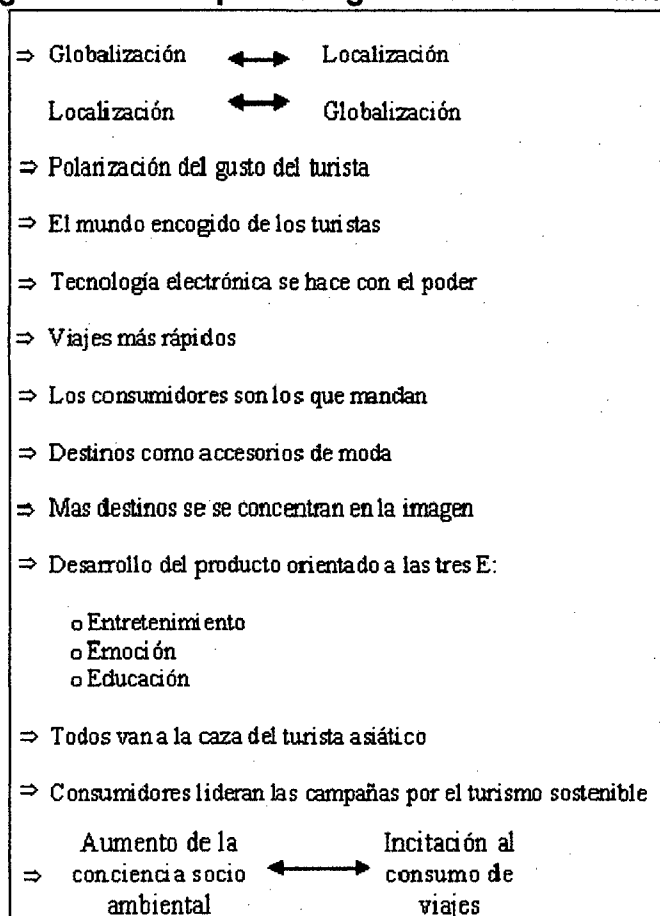 ⇒ Globalización ↔ Localización
Localización ↔ Globalización
⇒ Polarización del gusto del turista
⇒ El mundo encogido de los turistas
⇒ Tecnología electrónica se hace con el poder
⇒ Viajes más rápidos
⇒ Los consumidores son los que mandan
⇒ Destinos como accesorios de moda
⇒ Mas destinos se se concentran en la imagen
⇒ Desarrollo del producto orientado a las tres E:
o Entretenimiento
o Emoción
o Educación
⇒ Todos van a la caza del turista asiático
⇒ Consumidores lideran las campañas por el turismo sostenible
Aumento de la Incitación al
⇒ conciencia socio ↔ consumo de
ambiental viajes